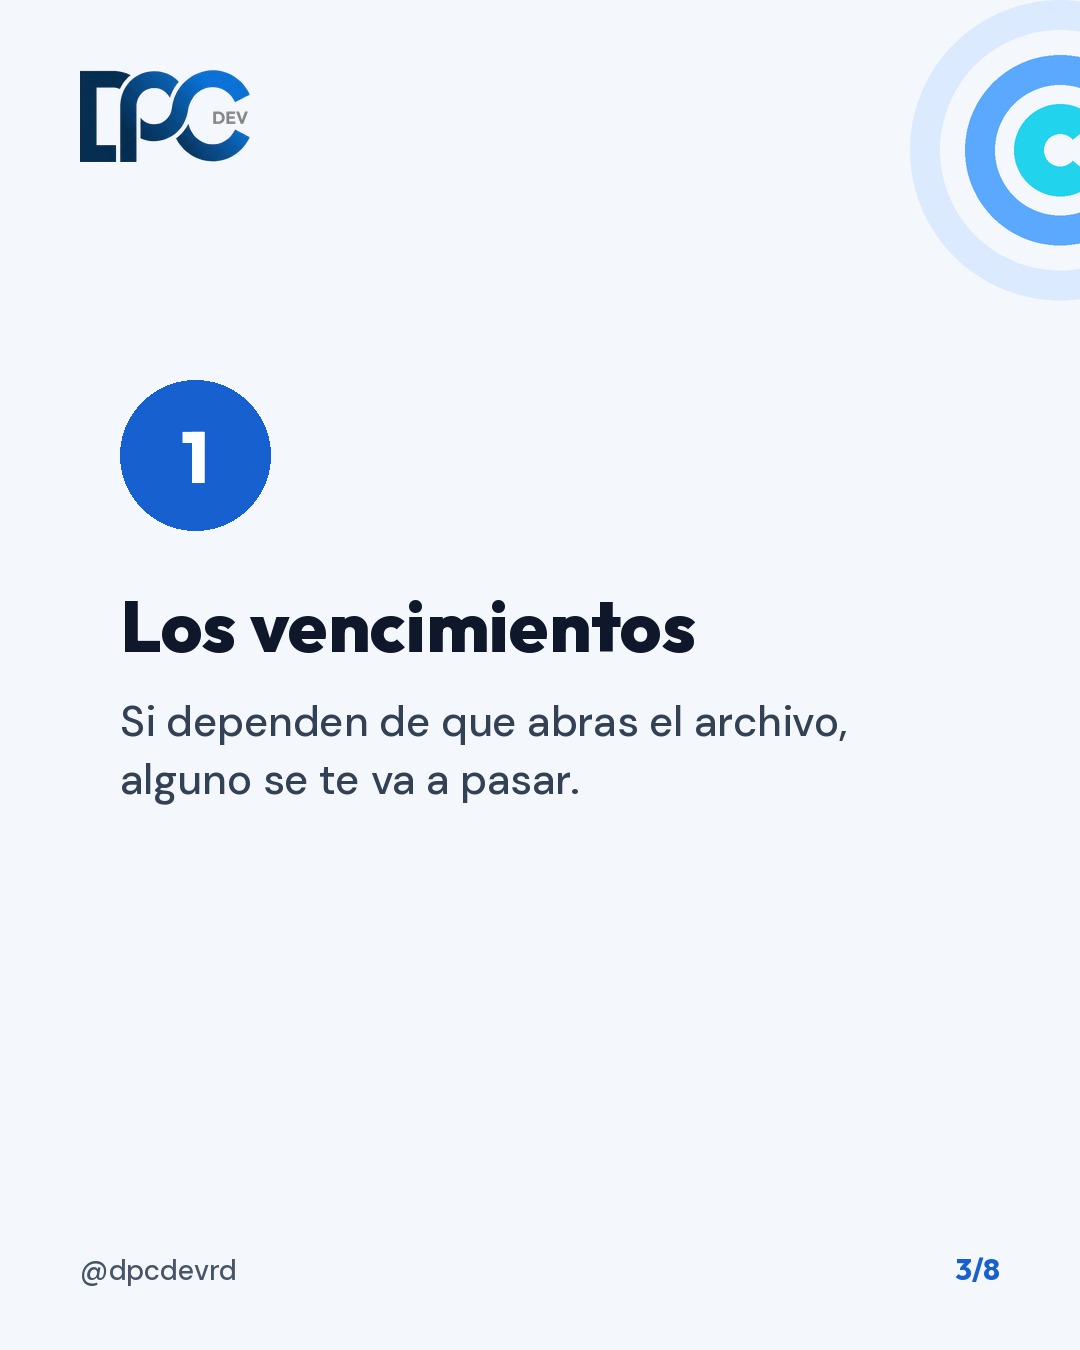 DPC
DEV
1
Los vencimientos
Si dependen de que abras el archivo,
alguno se te va a pasar.
@dpcdevrd
3/8